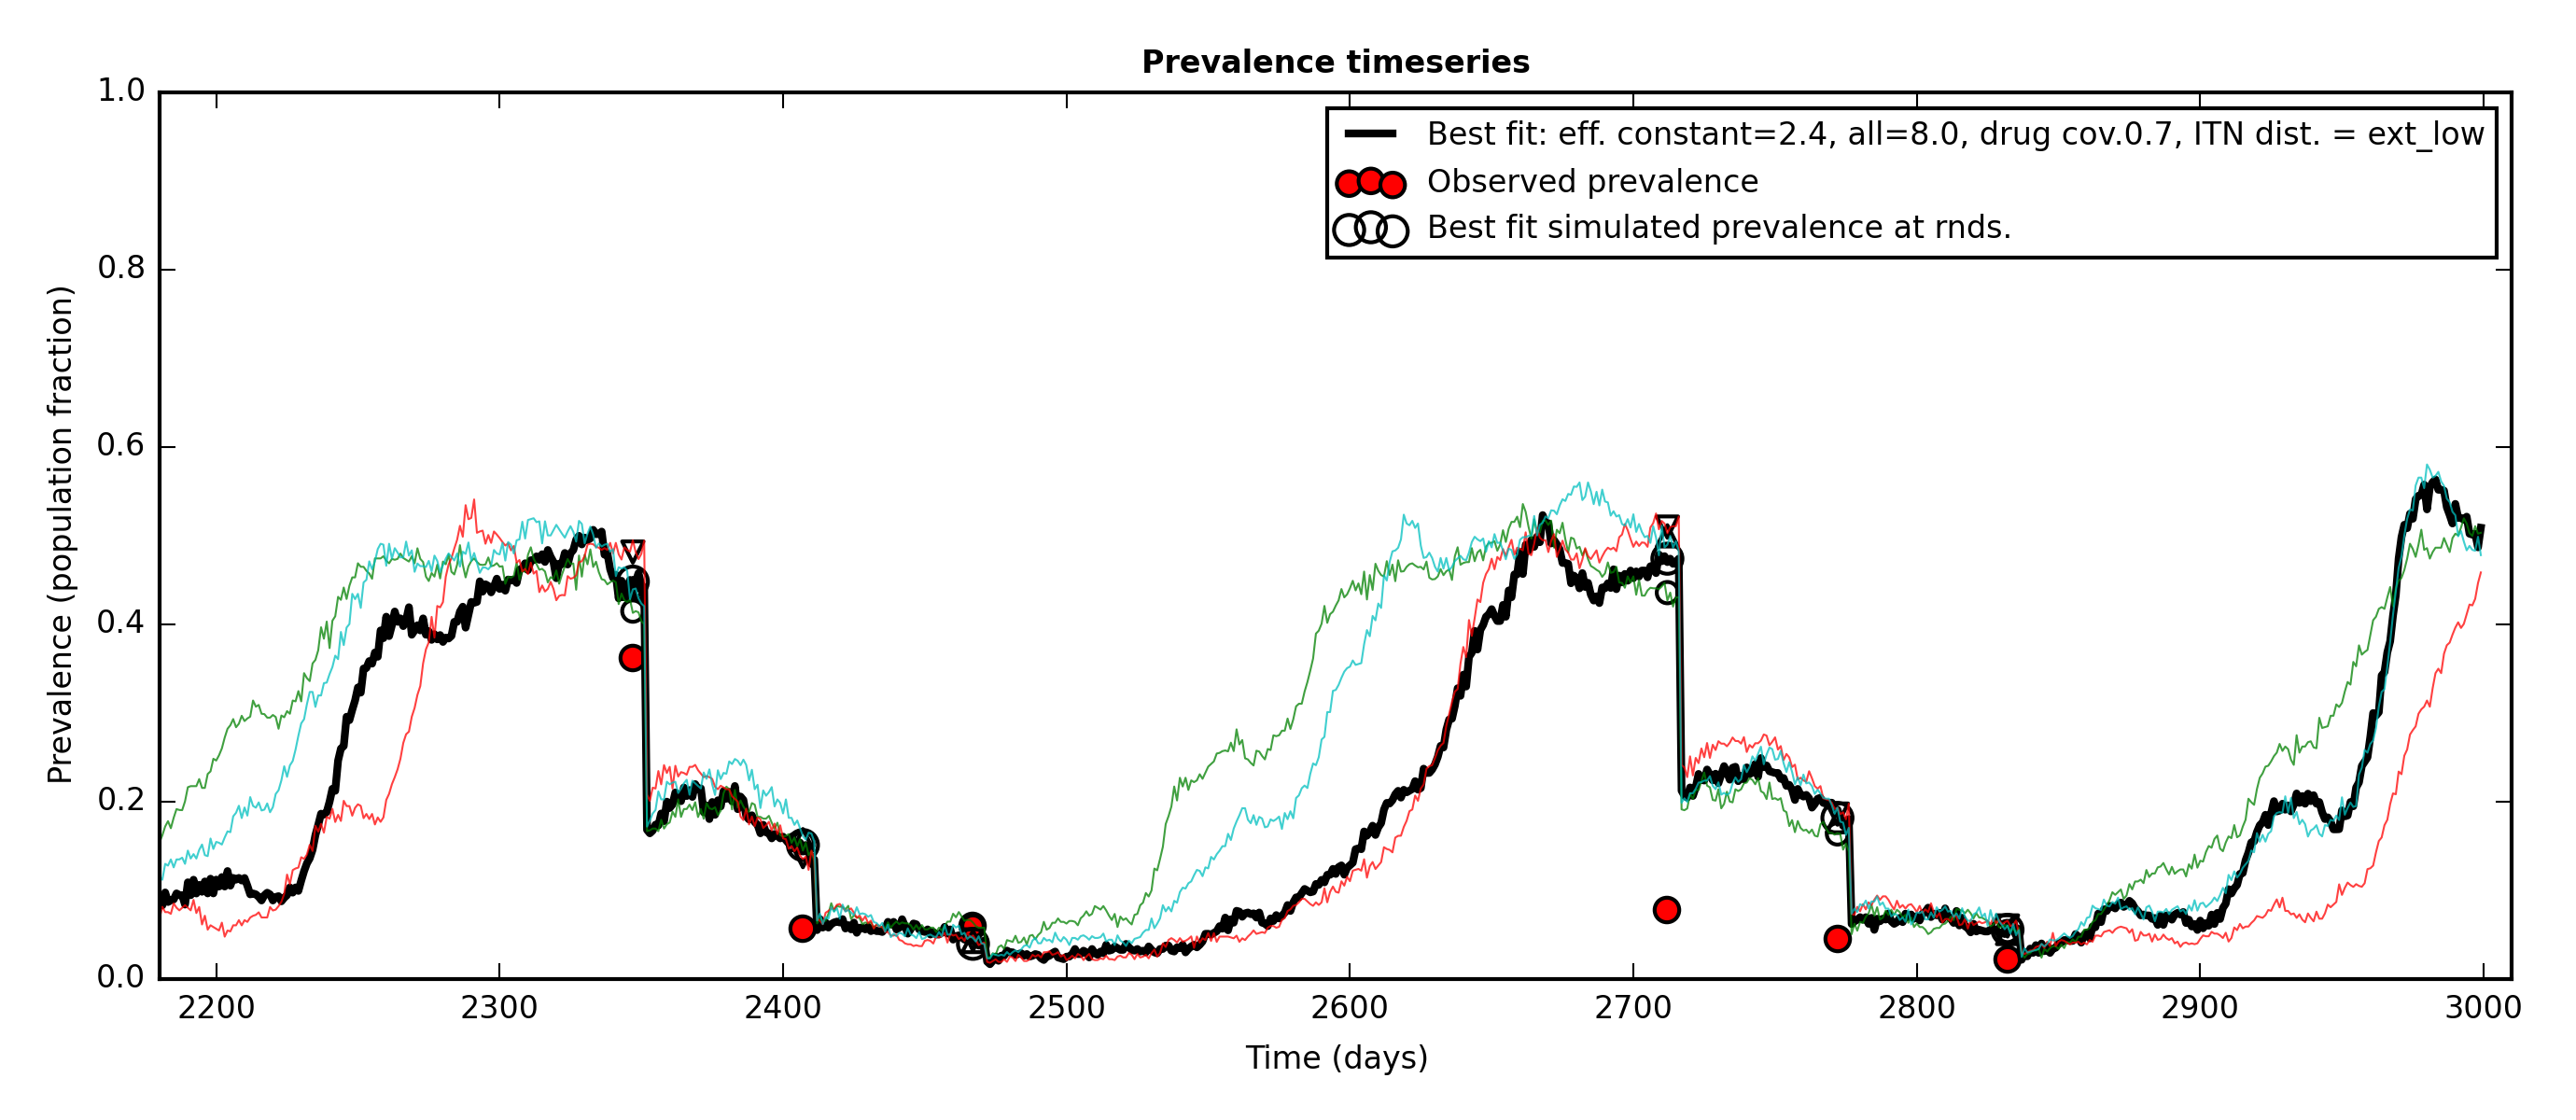 Prevalence timeseries
1.0
0.8
0.6
0.4
0.2
0.0
Prevalence (population fraction)
Best fit: eff. constant=2.4, all=8.0, drug cov.0.7, ITN dist. = ext_low
Observed prevalence
Best fit simulated prevalence at rnds.
2200 2300 2400 2500 2600 2700 2800 2900 3000
Time (days)